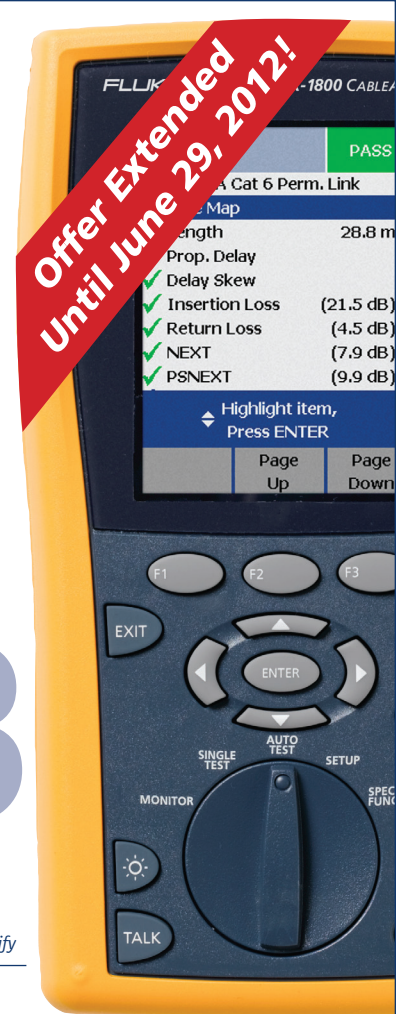 Offer Extended
Until June 29, 2012!
-1800 CABLEA
PASS
Cat 6 Perm. Link
Map
ength
28.8 m
Prop. Delay
Delay Skew
Insertion Loss
(21.5 dB)
Return Loss
(4.5 dB)
NEXT
(7.9 dB)
PSNEXT
(9.9 dB)
Highlight item,
Press ENTER
Page
Up
Page
Down
F1
F2
F3
EXIT
ENTER
MONITOR
SINGLE
TEST
AUTO
TEST
SETUP
SPEC
FUNC
TALK
ify